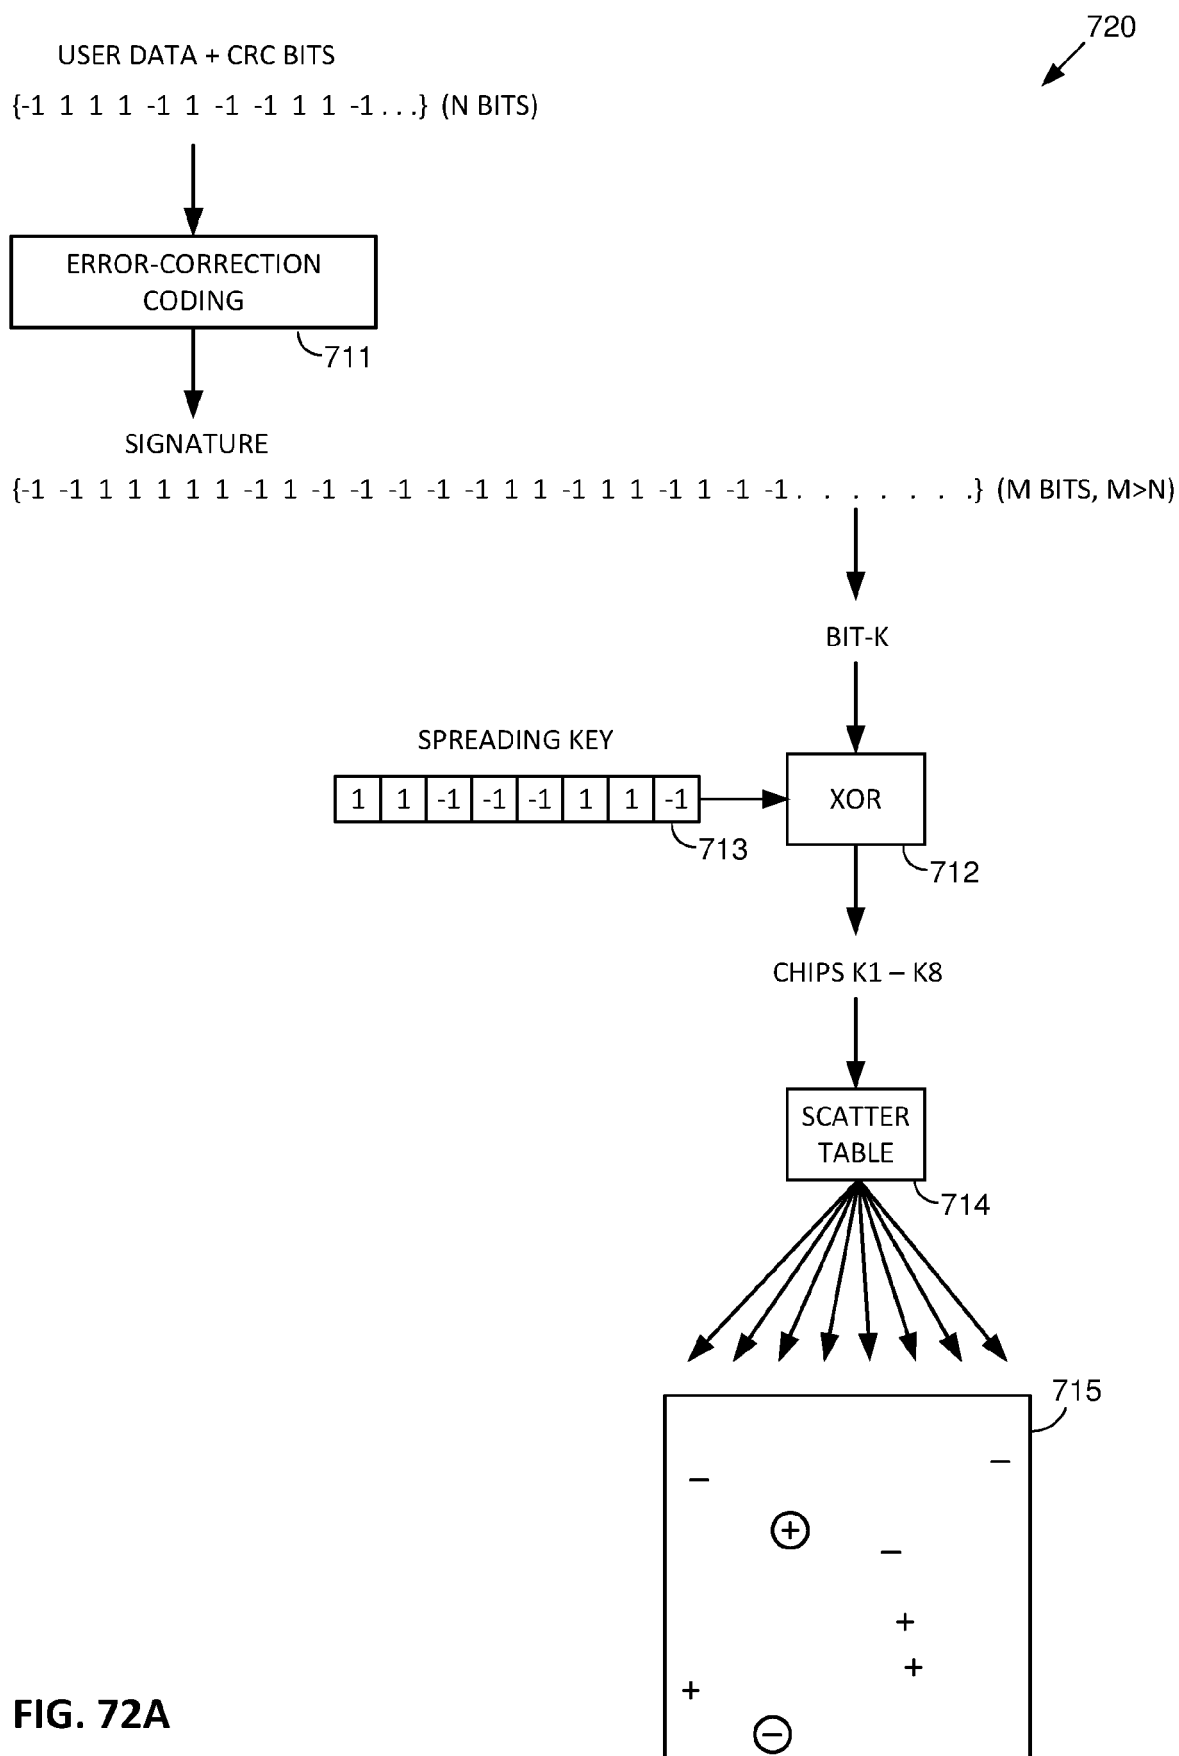 720
USER DATA + CRC BITS
{-1 1 1 1 -1 1 -1 -1 1 1 -1 . . .} (N BITS)
ERROR-CORRECTION
CODING
711
SIGNATURE
{-1 -1 1 1 1 1 1 -1 1 -1 -1 -1 -1 -1 -1 1 1 -1 1 1 -1 1 -1 -1 . . . . . . .} (M BITS, M>N)
BIT-K
SPREADING KEY
1 1 -1 -1 -1 1 1 -1
XOR
713
712
CHIPS K1 – K8
SCATTER
TABLE
714
715
–
–
+
–
+
+
+
–
FIG. 72A